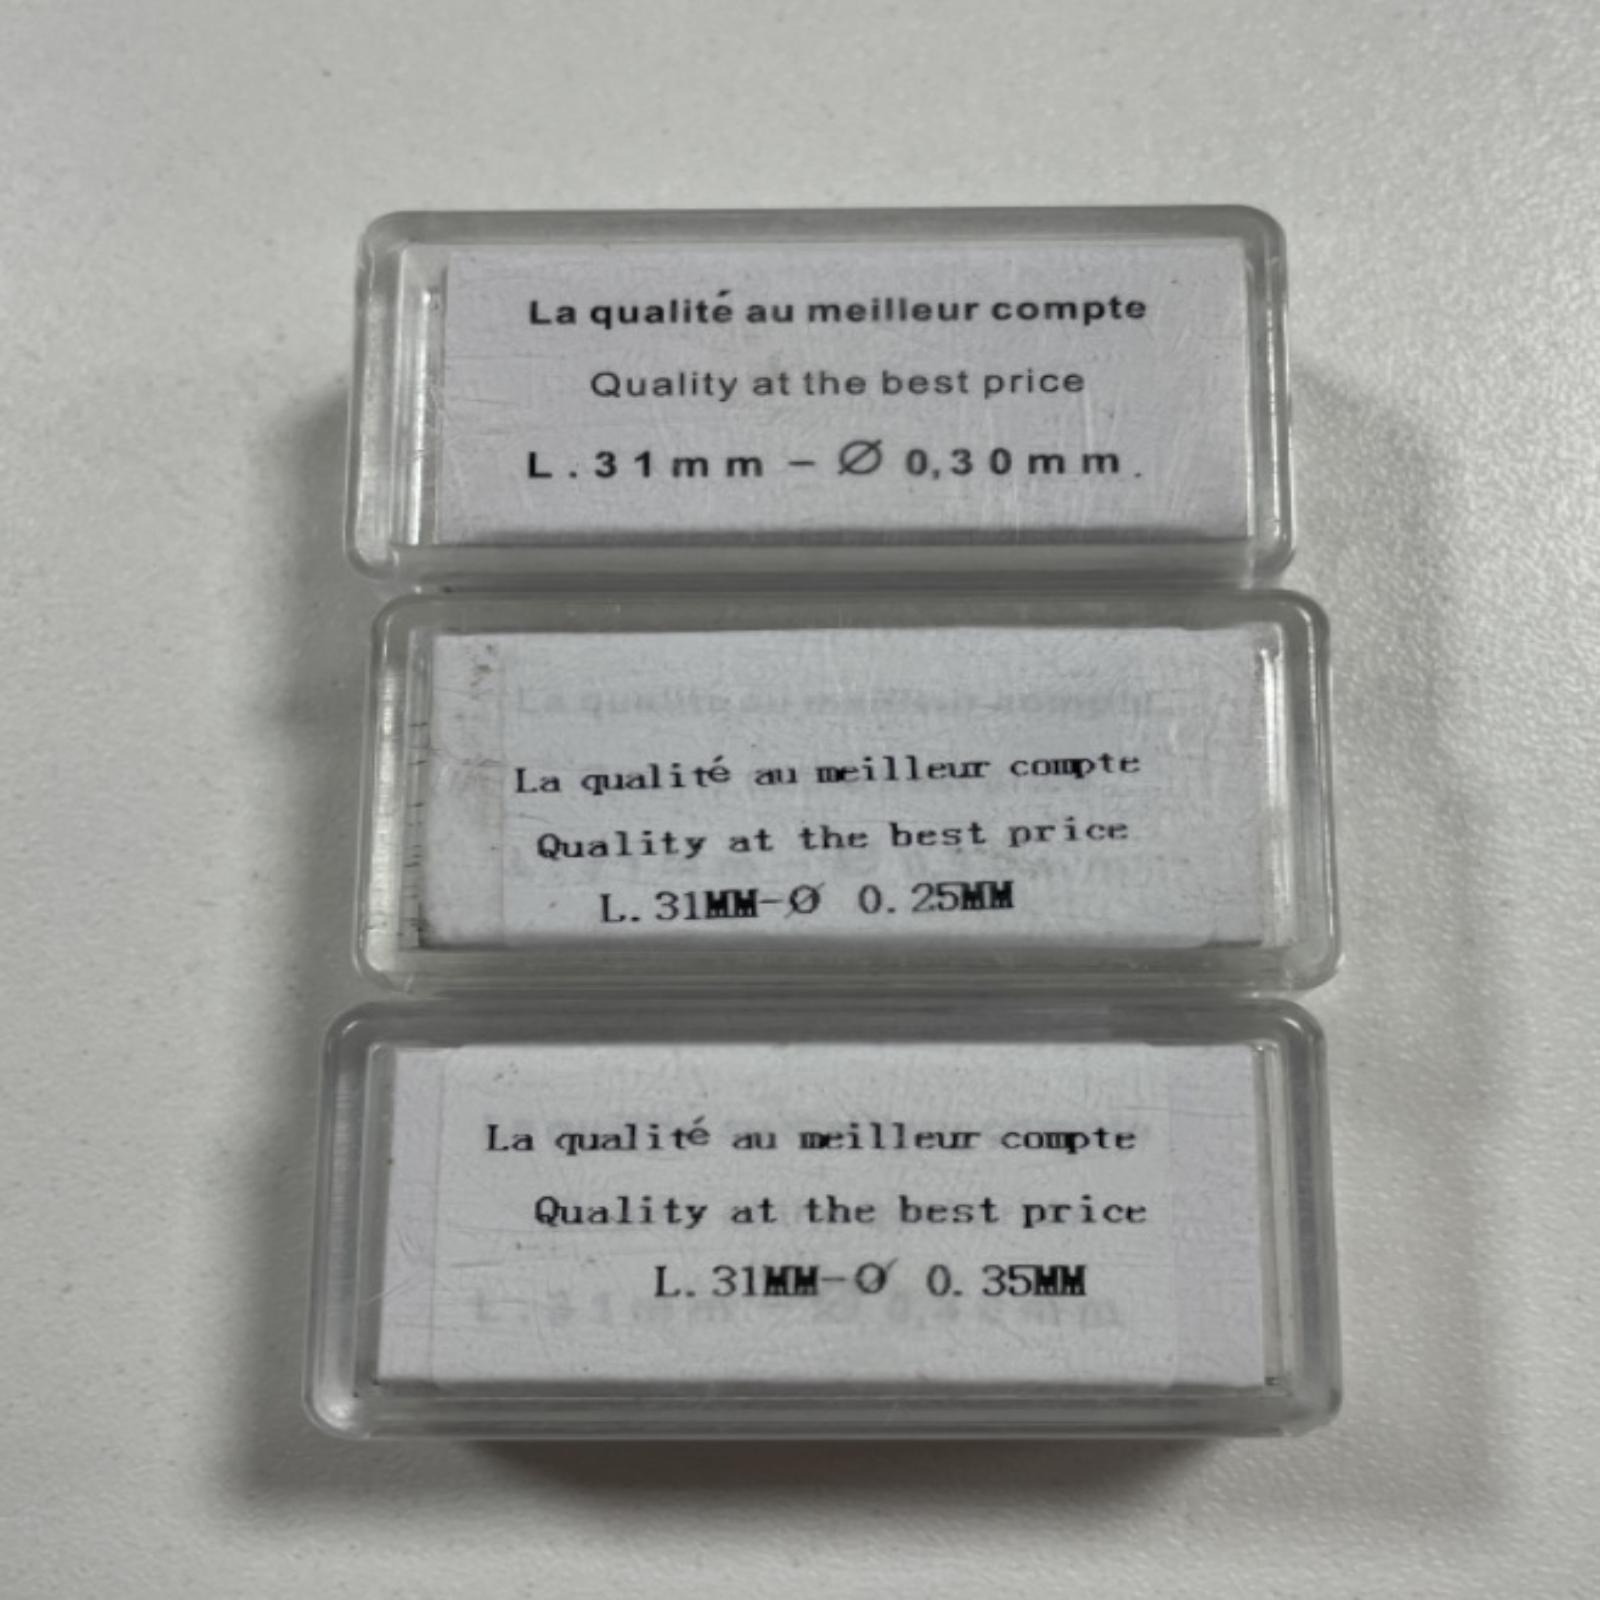 La qualité au meilleur compte
Quality at the best price
L.31mm – Ø 0,30mm.
La qualité au meilleur compte
Quality at the best price
L.31MM-Ø 0.25MM
La qualité au meilleur compte
Quality at the best price
L.31MM-Ø 0.35MM